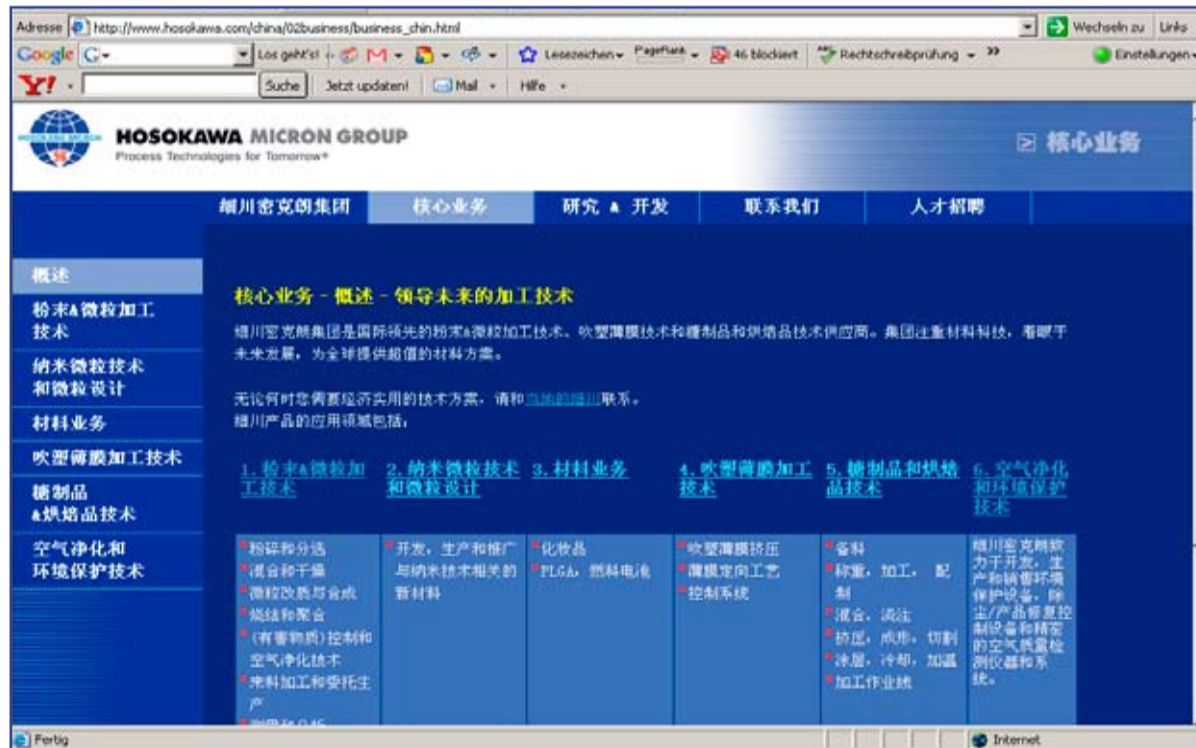 Adresse http://www.hosokawa.com/china/02business/business_chin.html Wechseln zu Links
Google G Los geht's! Lesezeichen PageRank 46 blockiert Rechtschreibprüfung » Einstellungen
Y! Suche Jetzt updaten! Mail Hilfe
HOSOKAWA MICRON GROUP
Process Technologies for Tomorrow
核心业务
细川密克朗集团 核心业务 研究 & 开发 联系我们 人才招聘
概述
粉末&微粒加工
技术
纳米微粒技术
和微粒设计
材料业务
吹塑薄膜加工技术
糖制品
&烘焙品技术
空气净化和
环境保护技术
核心业务 - 概述 - 领导未来的加工技术
细川密克朗集团是国际领先的粉末&微粒加工技术、吹塑薄膜技术和糖制品和烘焙品技术供应商。集团注重材料科技，着眼于
未来发展，为全球提供超值的材料方案。
无论何时您需要经济实用的技术方案，请和当地的细川联系。
细川产品的应用领域包括：
1. 粉末&微粒加
工技术
2. 纳米微粒技术
和微粒设计
3. 材料业务
4. 吹塑薄膜加工
技术
5. 糖制品和烘焙
品技术
6. 空气净化
和环境保护
技术
粉碎和分选
混合和干燥
微粒改质与合成
烧结和聚合
(有害物质)控制和
空气净化技术
来料加工和委托生
产
开发，生产和推广
与纳米技术相关的
新材料
化妆品
PLGA，燃料电池
吹塑薄膜挤压
薄膜定向工艺
控制系统
备料
称重，加工， 配
制
混合，浇注
挤压，成形，切割
涂层，冷却，加温
加工作业线
细川密克朗致
力于开发，生
产和销售环境
保护设备，除
尘/产品修复控
制设备和精密
的空气质量检
测仪器和系
统。
Fertig Internet